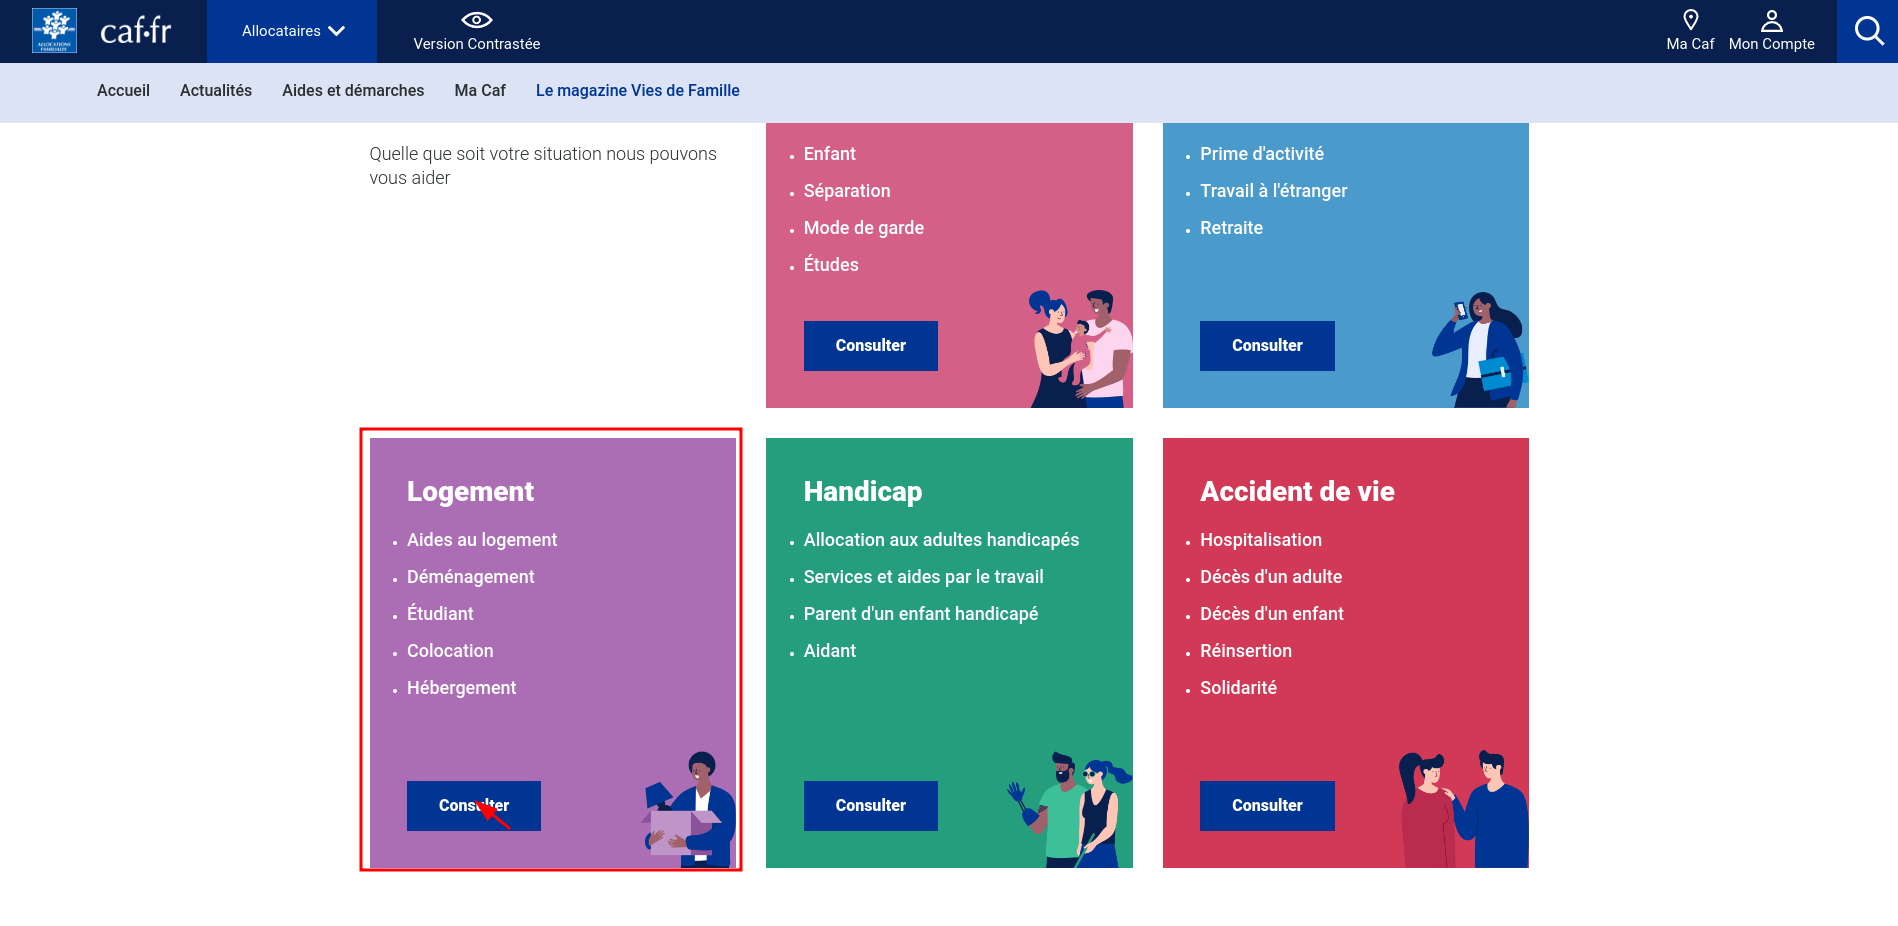 ALLOCATIONS
FAMILIALES
caf.fr
Allocataires
Version Contrastée
Ma Caf
Mon Compte
Accueil
Actualités
Aides et démarches
Ma Caf
Le magazine Vies de Famille
Quelle que soit votre situation nous pouvons
vous aider
Enfant
Séparation
Mode de garde
Études
Consulter
Prime d'activité
Travail à l'étranger
Retraite
Consulter
Logement
Aides au logement
Déménagement
Étudiant
Colocation
Hébergement
Consulter
Handicap
Allocation aux adultes handicapés
Services et aides par le travail
Parent d'un enfant handicapé
Aidant
Consulter
Accident de vie
Hospitalisation
Décès d'un adulte
Décès d'un enfant
Réinsertion
Solidarité
Consulter